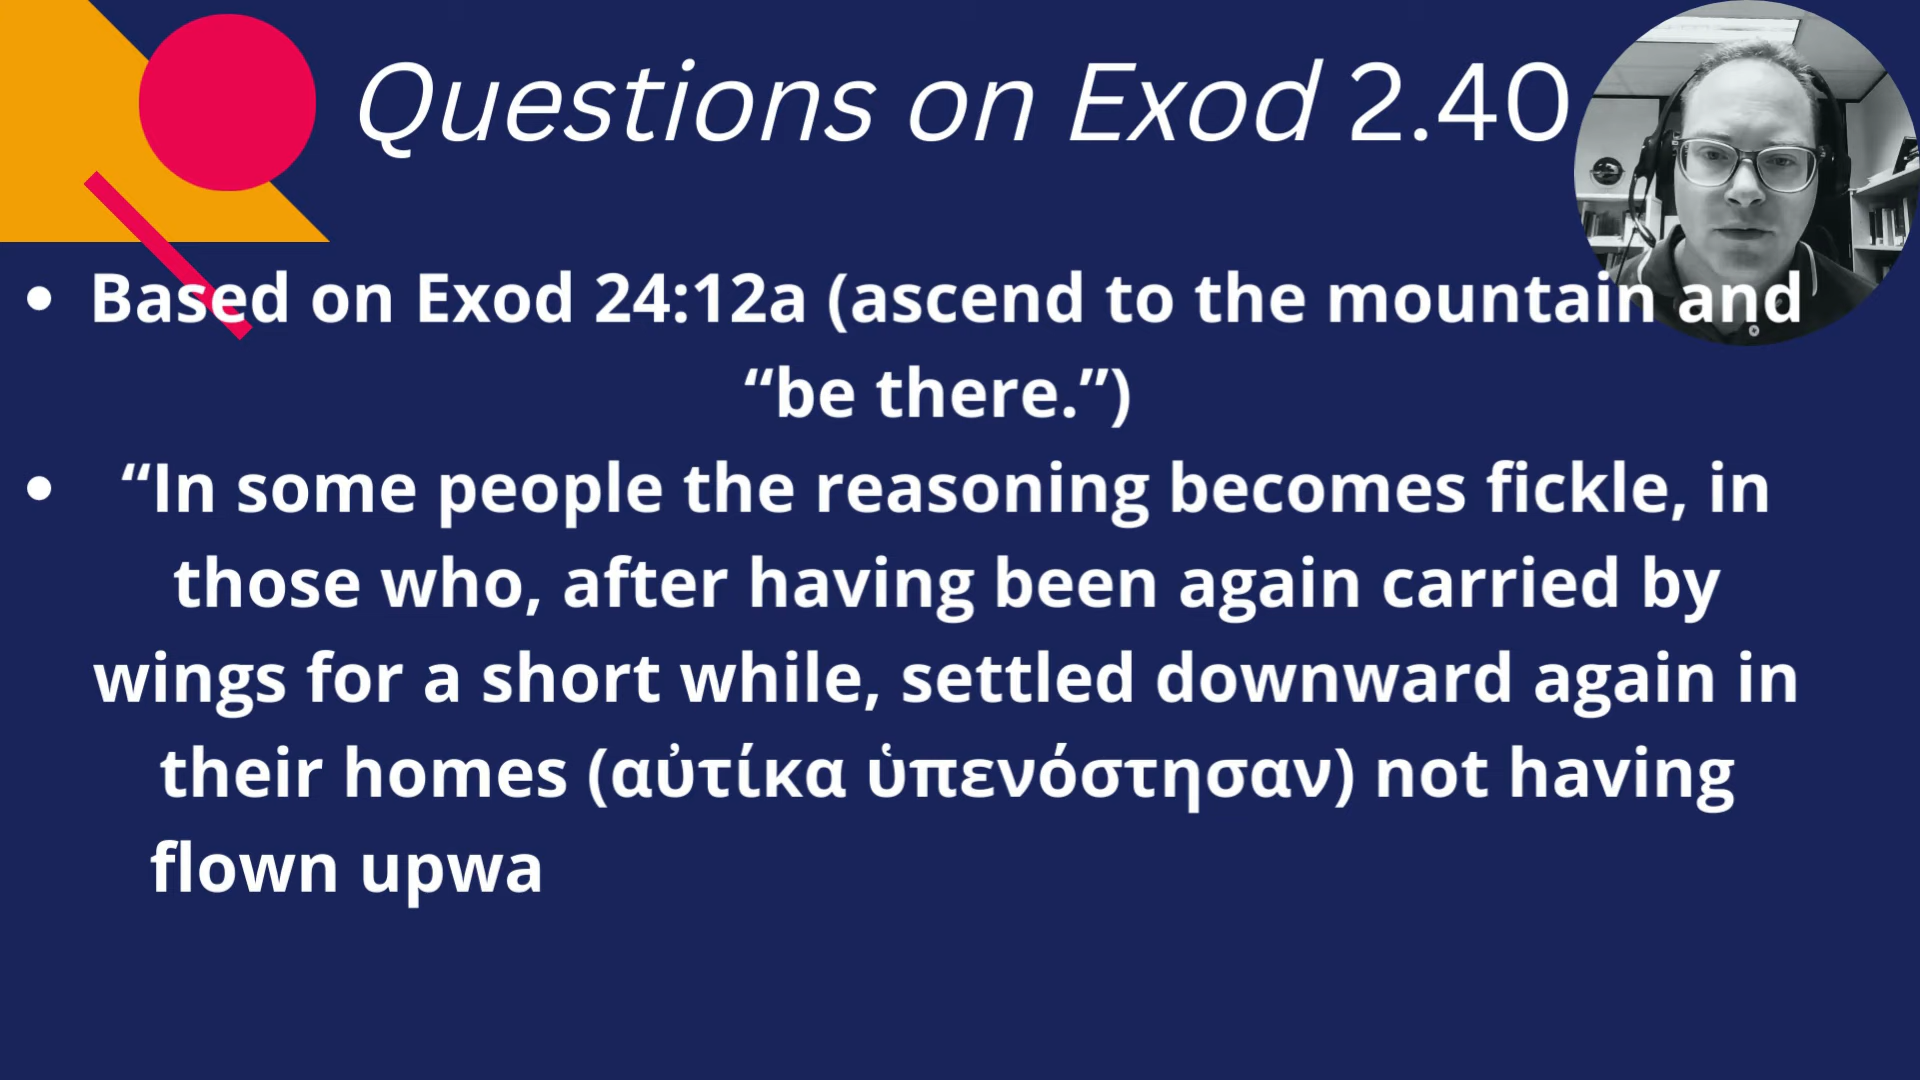 Questions on Exod 2.40
• Based on Exod 24:12a (ascend to the mountain and
“be there.”)
• “In some people the reasoning becomes fickle, in
those who, after having been again carried by
wings for a short while, settled downward again in
their homes (αὐτίκα ὑπενόστησαν) not having
flown upwa